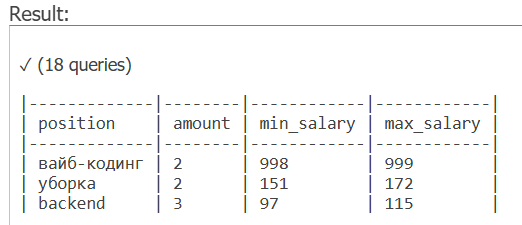 Result:
✓ (18 queries)
|-------------|--------|------------|------------|
| position    | amount | min_salary | max_salary |
|-------------|--------|------------|------------|
| вайб-кодинг | 2      | 998        | 999        |
| уборка      | 2      | 151        | 172        |
| backend     | 3      | 97         | 115        |